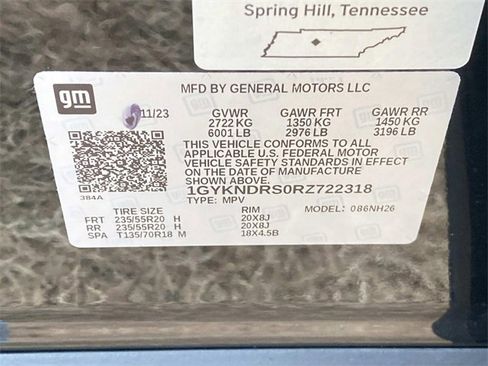 Spring Hill, Tennessee
gm
MFD BY GENERAL MOTORS LLC
11/23 GVWR GAWR FRT GAWR RR
2722 KG 1350 KG 1450 KG
6001 LB 2976 LB 3196 LB
THIS VEHICLE CONFORMS TO ALL
APPLICABLE U.S. FEDERAL MOTOR
VEHICLE SAFETY STANDARDS IN EFFECT
ON THE DATE OF MANUFACTURE
SHOWN ABOVE.
1GYKNDRS0RZ722318
384A
TYPE: MPV MODEL: 086NH26
TIRE SIZE RIM
FRT 235/55R20 H 20X8J
RR 235/55R20 H 20X8J
SPA T135/70R18 M 18X4.5B